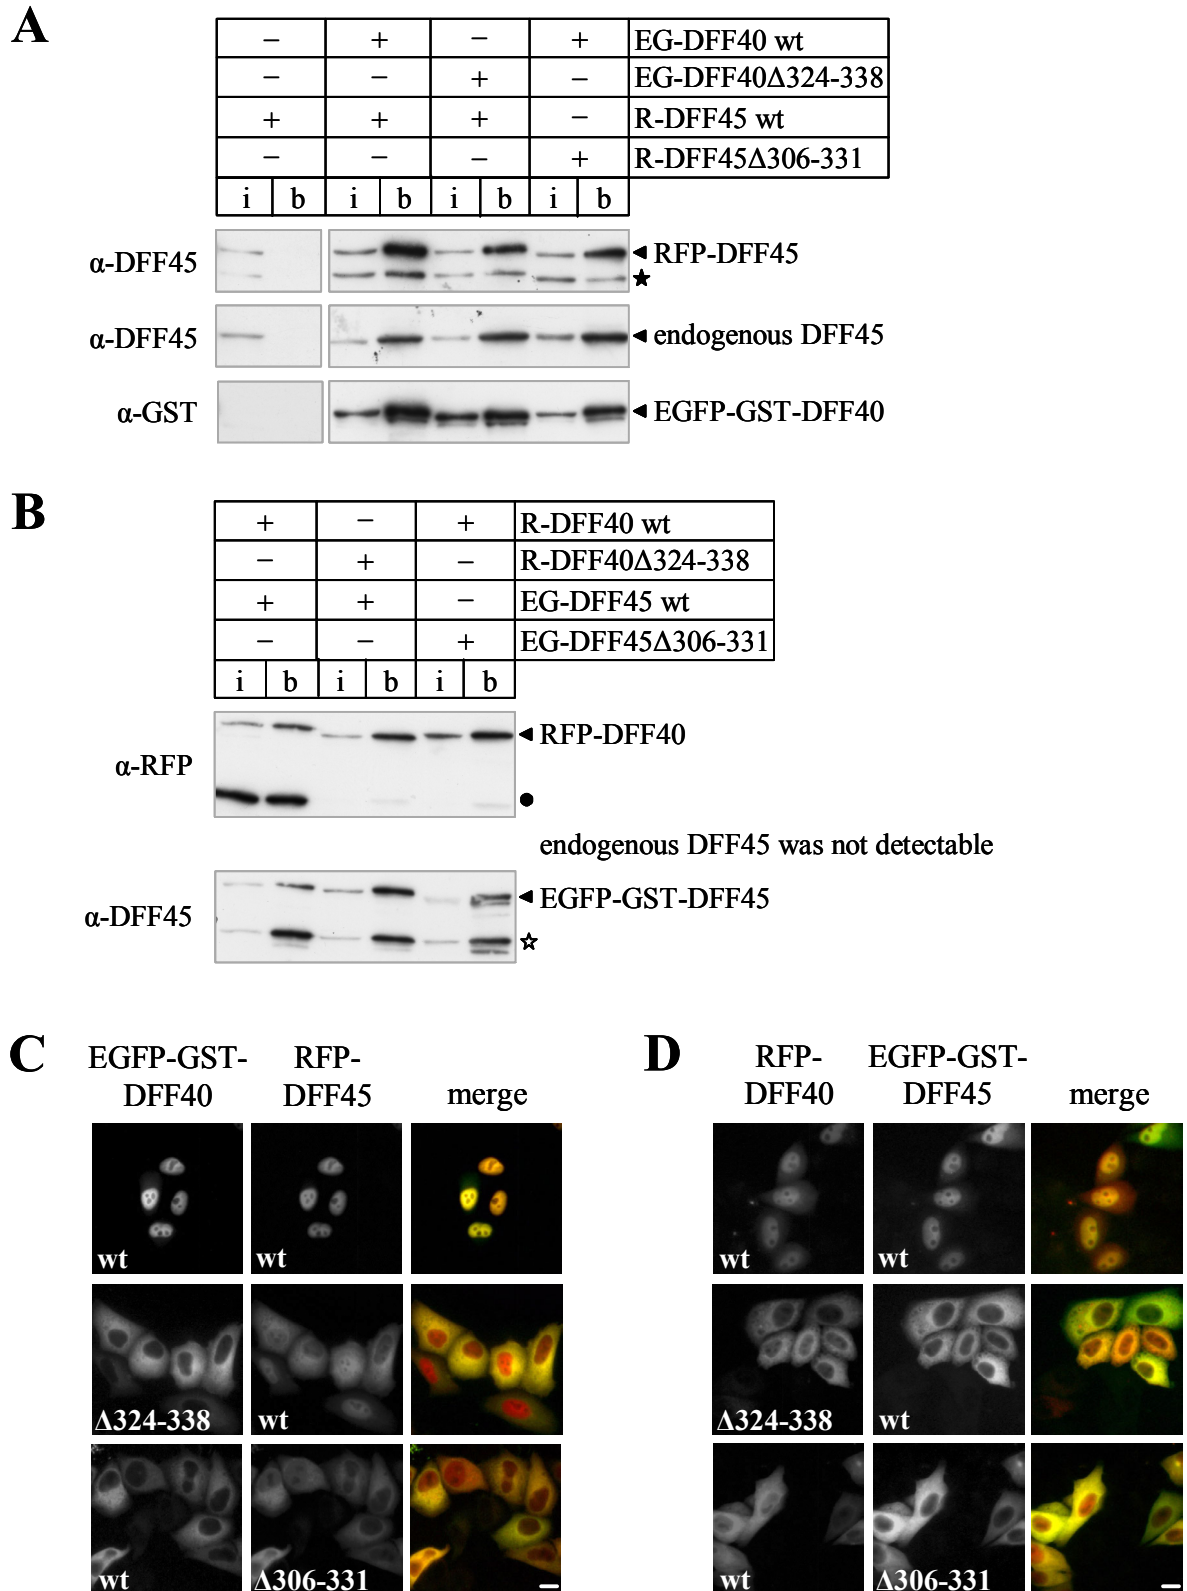 A
− + − + EG-DFF40 wt
− − + − EG-DFF40Δ324-338
+ + + − R-DFF45 wt
− − − + R-DFF45Δ306-331
i b i b i b i b
α-DFF45 RFP-DFF45
★
α-DFF45 endogenous DFF45
α-GST EGFP-GST-DFF40
B
+ − + R-DFF40 wt
− + − R-DFF40Δ324-338
+ + − EG-DFF45 wt
− − + EG-DFF45Δ306-331
i b i b i b
RFP-DFF40
α-RFP
●
endogenous DFF45 was not detectable
α-DFF45 EGFP-GST-DFF45
☆
C
EGFP-GST-DFF40
RFP-DFF45
merge
wt
Δ324-338 wt
wt Δ306-331
D
RFP-DFF40
EGFP-GST-DFF45
merge
wt wt
Δ324-338 wt
wt Δ306-331